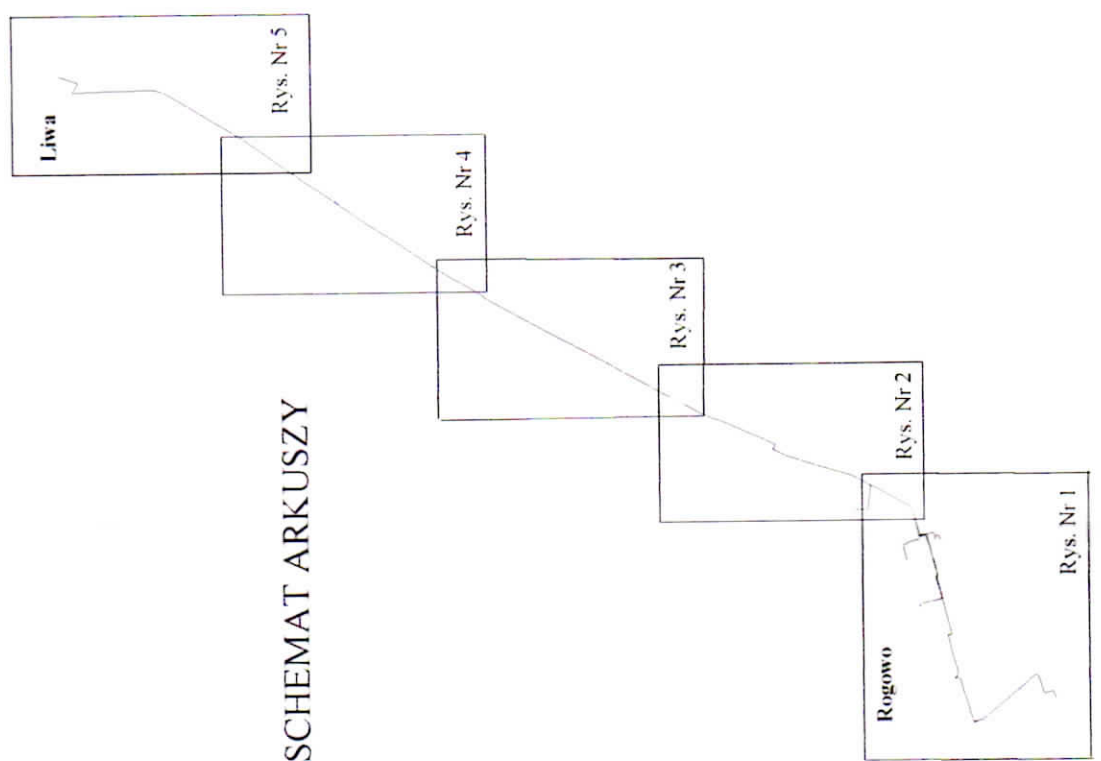 SCHEMAT ARKUSZY
Rogowo
Rys. Nr 1
Rys. Nr 2
Rys. Nr 3
Rys. Nr 4
Liwa
Rys. Nr 5